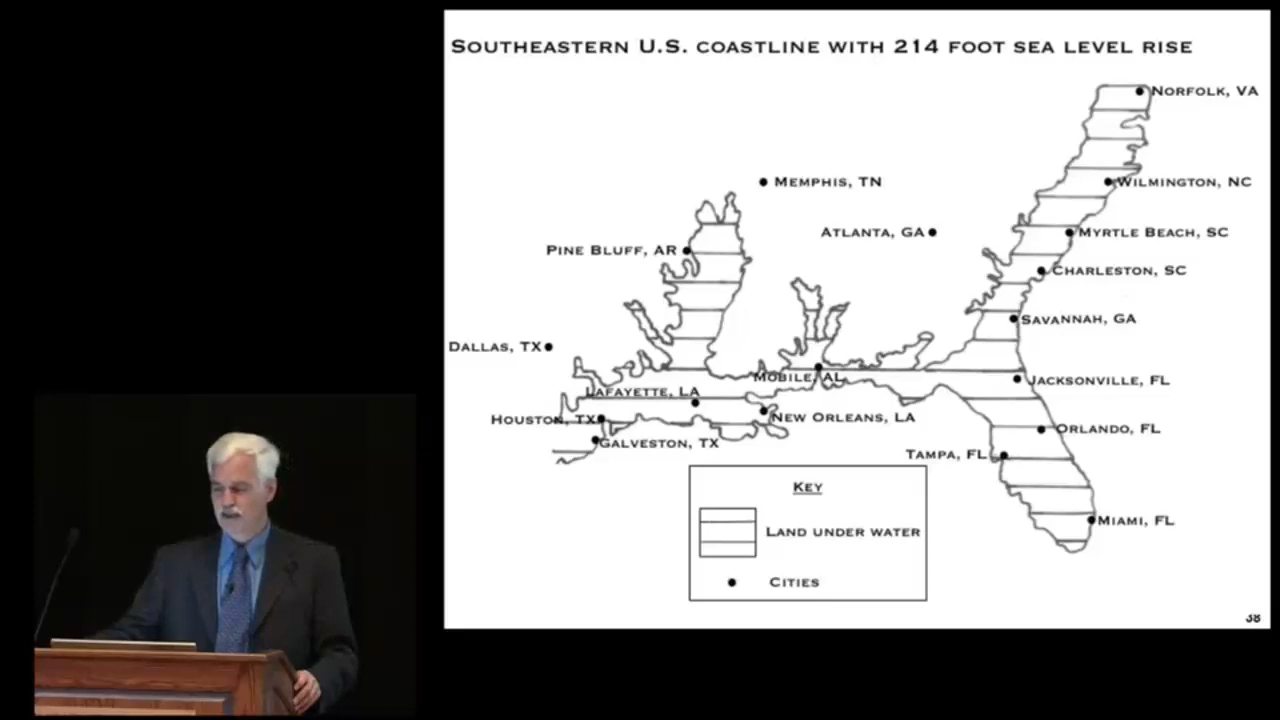 SOUTHEASTERN U.S. COASTLINE WITH 214 FOOT SEA LEVEL RISE
NORFOLK, VA
MEMPHIS, TN
WILMINGTON, NC
ATLANTA, GA
MYRTLE BEACH, SC
PINE BLUFF, AR
CHARLESTON, SC
SAVANNAH, GA
DALLAS, TX
MOBILE, AL
JACKSONVILLE, FL
LAFAYETTE, LA
HOUSTON, TX
NEW ORLEANS, LA
ORLANDO, FL
GALVESTON, TX
TAMPA, FL
KEY
LAND UNDER WATER
MIAMI, FL
CITIES
38